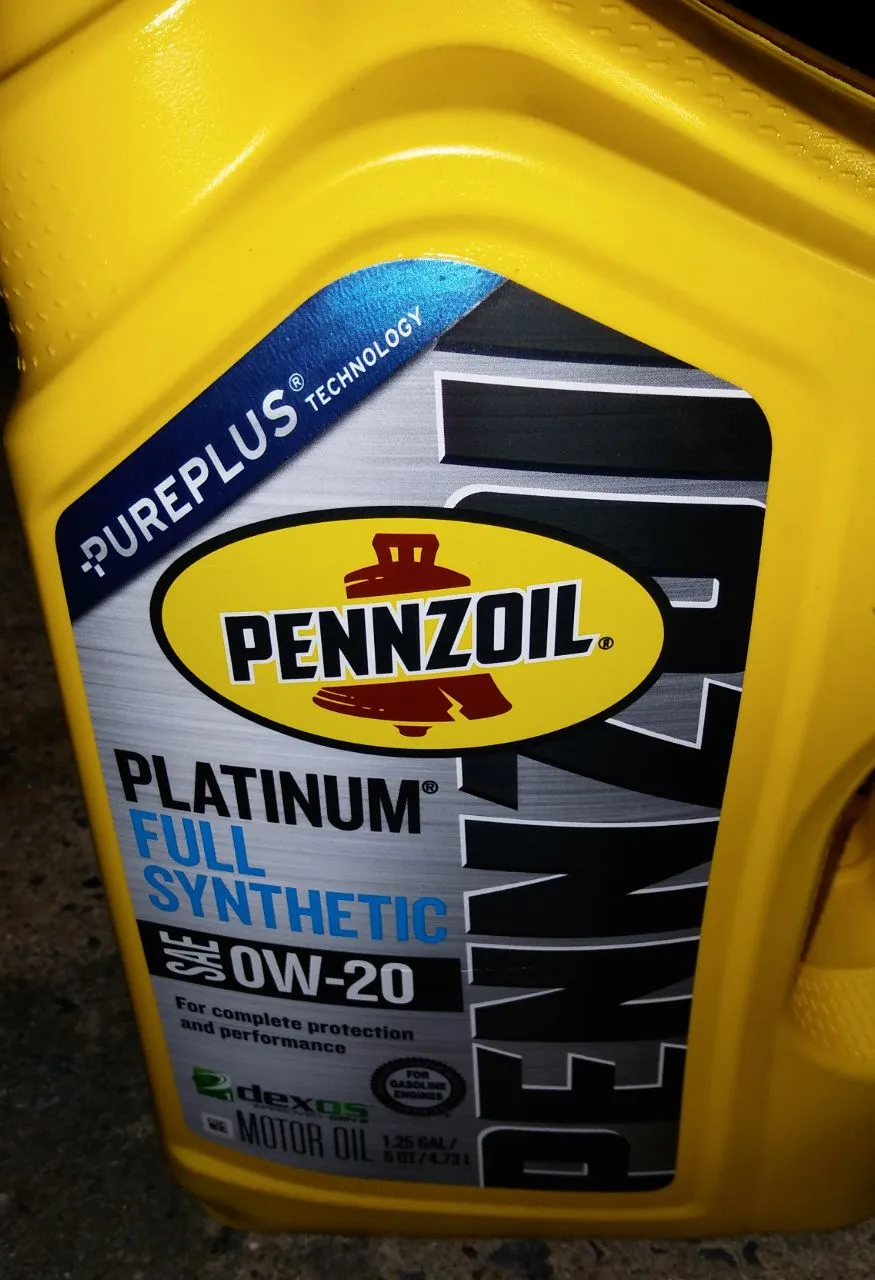 PUREPLUS® TECHNOLOGY
PENNZOIL®
PENNZOIL
PLATINUM®
FULL
SYNTHETIC
SAE 0W-20
For complete protection
and performance
dexos
FOR
GASOLINE
ENGINES
MOTOR OIL
1.25 GAL /
5 QT / 4.73 L